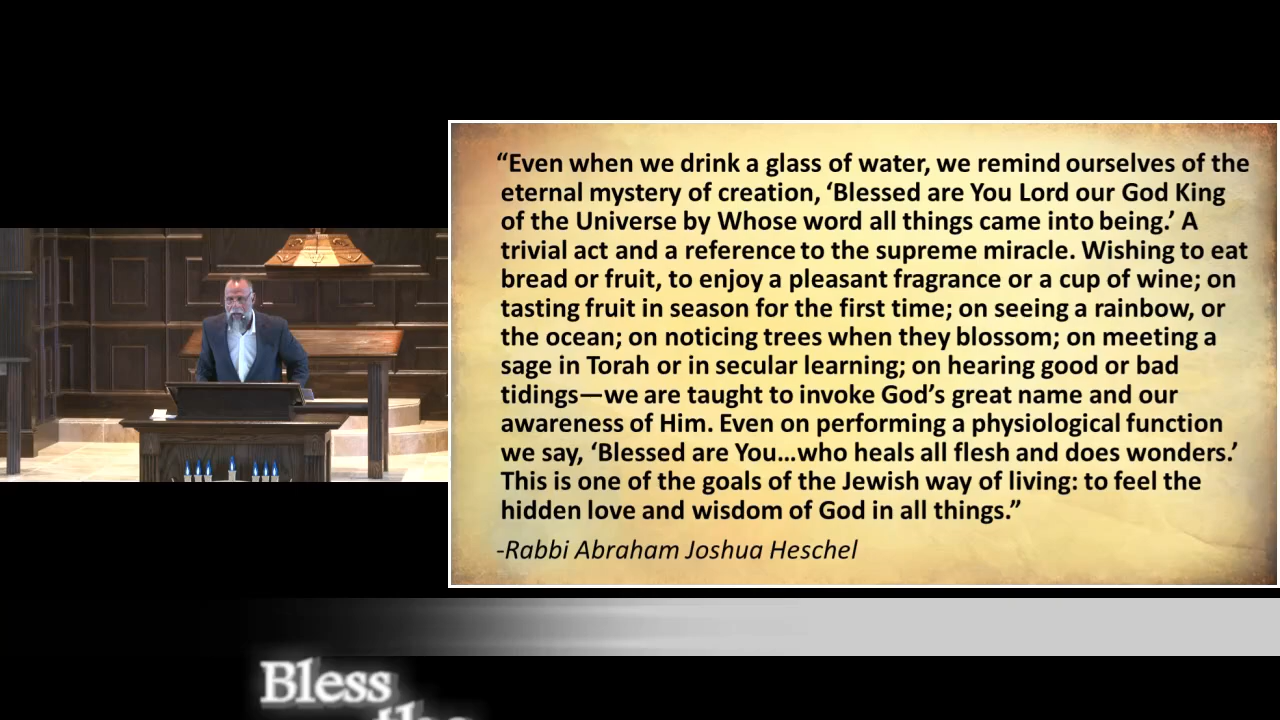 “Even when we drink a glass of water, we remind ourselves of the
eternal mystery of creation, ‘Blessed are You Lord our God King
of the Universe by Whose word all things came into being.’ A
trivial act and a reference to the supreme miracle. Wishing to eat
bread or fruit, to enjoy a pleasant fragrance or a cup of wine; on
tasting fruit in season for the first time; on seeing a rainbow, or
the ocean; on noticing trees when they blossom; on meeting a
sage in Torah or in secular learning; on hearing good or bad
tidings—we are taught to invoke God’s great name and our
awareness of Him. Even on performing a physiological function
we say, ‘Blessed are You…who heals all flesh and does wonders.’
This is one of the goals of the Jewish way of living: to feel the
hidden love and wisdom of God in all things.”
-Rabbi Abraham Joshua Heschel
Bless
the